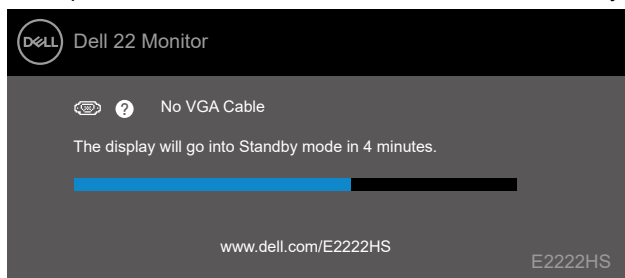 DELL
Dell 22 Monitor
? No VGA Cable
The display will go into Standby mode in 4 minutes.
www.dell.com/E2222HS
E2222HS